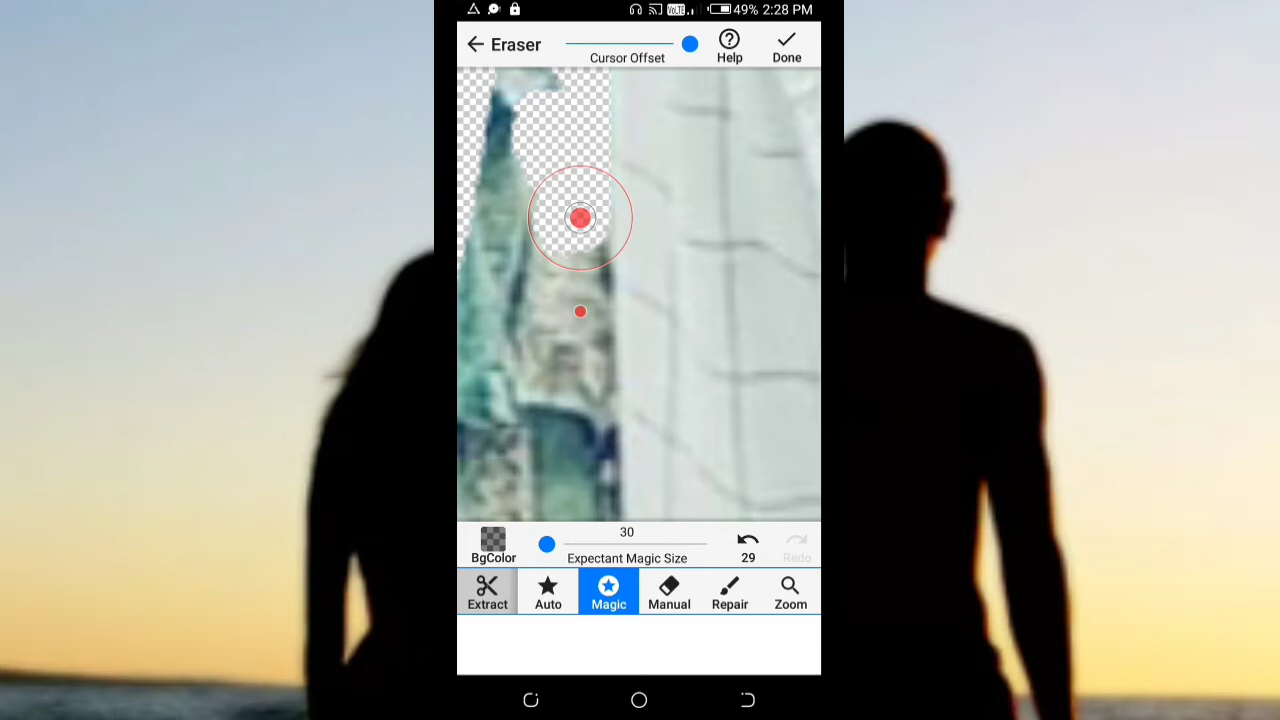 VoLTE 49% 2:28 PM
Eraser
Cursor Offset
Help
Done
30
BgColor
Expectant Magic Size
29
Redo
Extract
Auto
Magic
Manual
Repair
Zoom